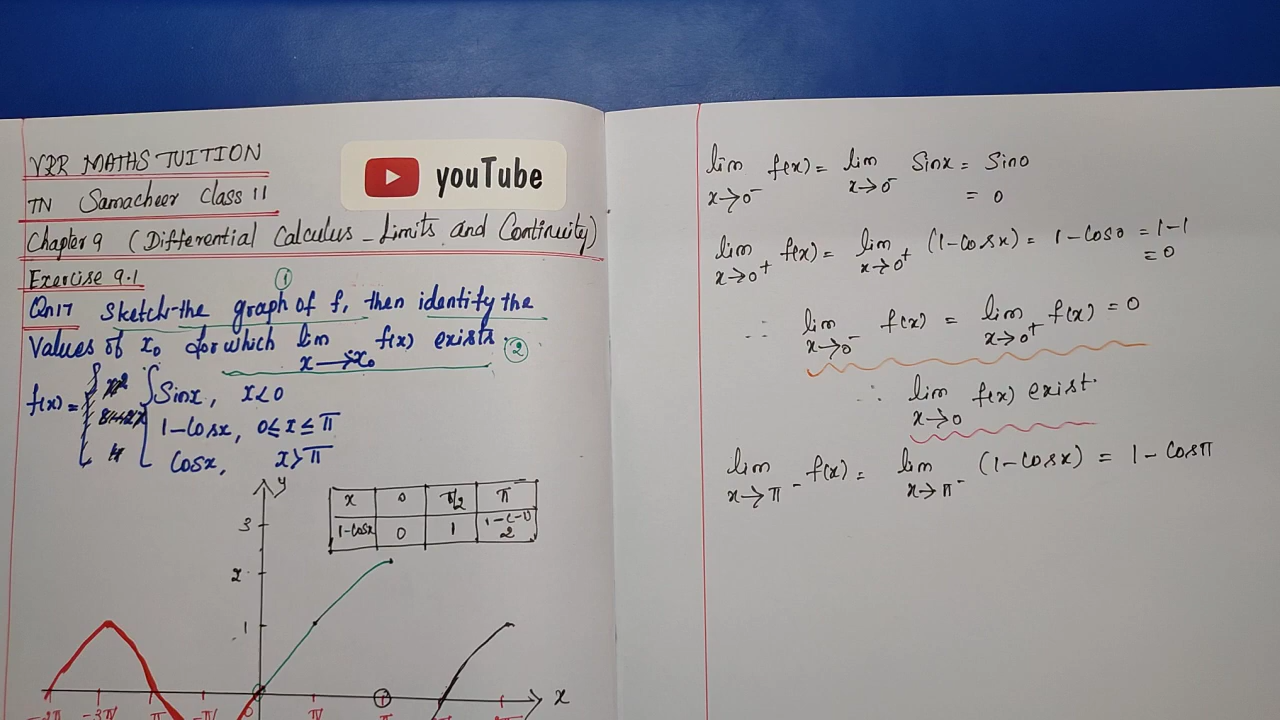 VRR MATHS TUITION
TN Samacheer Class 11
Chapter 9 (Differential Calculus - Limits and Continuity)
Exercise 9.1
①
Qn17 Sketch the graph of f, then identify the
Values of x₀ for which lim f(x) exists. ②
x→x₀
f(x) = { Sinx, x<0
1-Cosx, 0≤x≤π
Cosx, x>π
y
x 0 π/2 π
1-Cosx 0 1 1-(-1) 2
3
2
1
x
0
youTube
lim f(x) = lim Sinx = Sin0
x→0⁻ x→0⁻
= 0
lim f(x) = lim (1-Cosx) = 1-Cos0 = 1-1
x→0⁺ x→0⁺ = 0
∴ lim f(x) = lim f(x) = 0
x→0⁻ x→0⁺
∴ lim f(x) exist.
x→0
lim f(x) = lim (1-Cosx) = 1-Cosπ
x→π⁻ x→π⁻